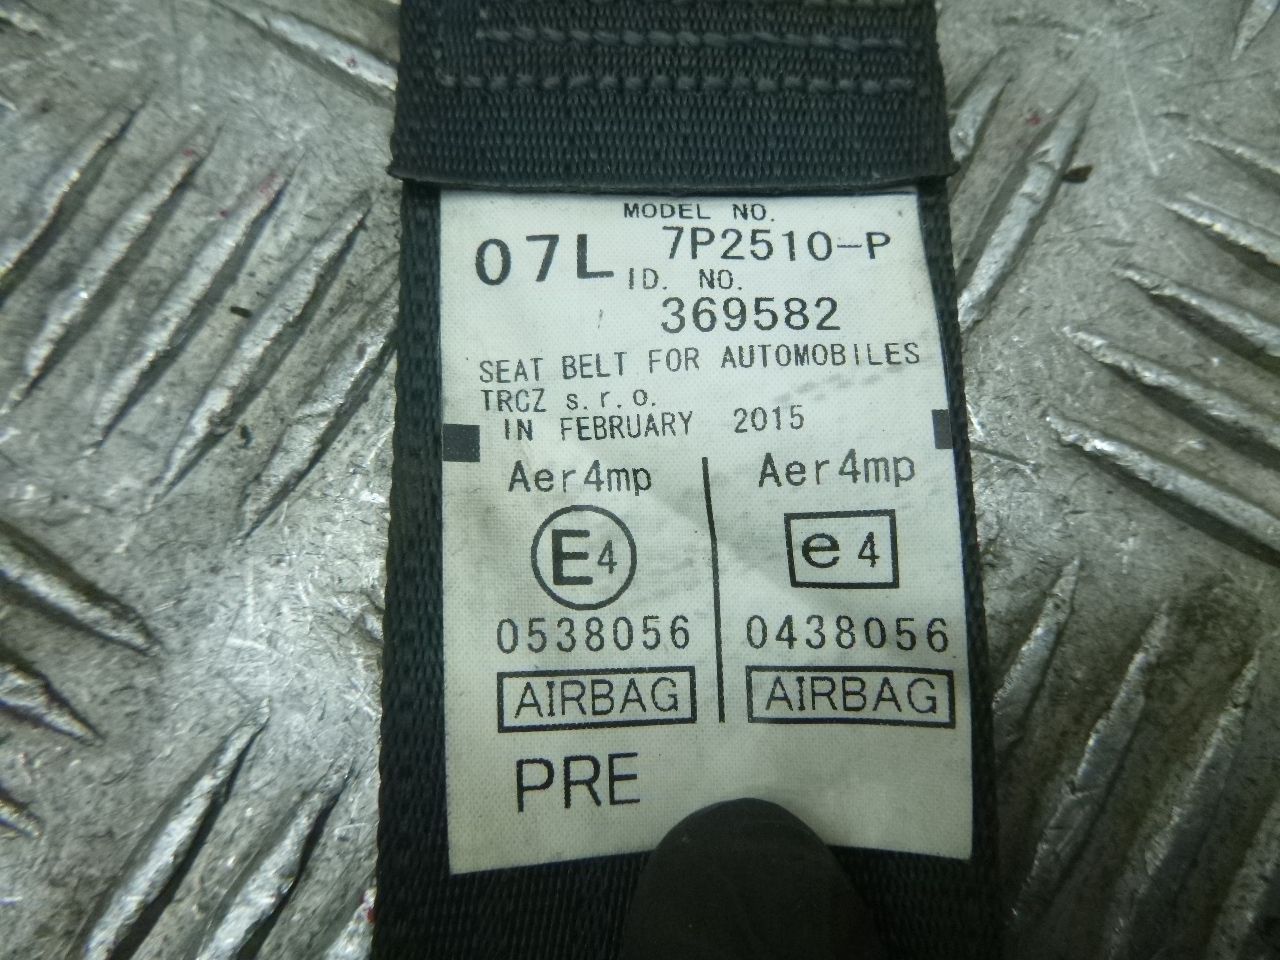 MODEL NO.
07L 7P2510-P
ID. NO.
369582
SEAT BELT FOR AUTOMOBILES
TRCZ s.r.o.
IN FEBRUARY 2015
Aer4mp Aer4mp
E4 e4
0538056 0438056
AIRBAG AIRBAG
PRE